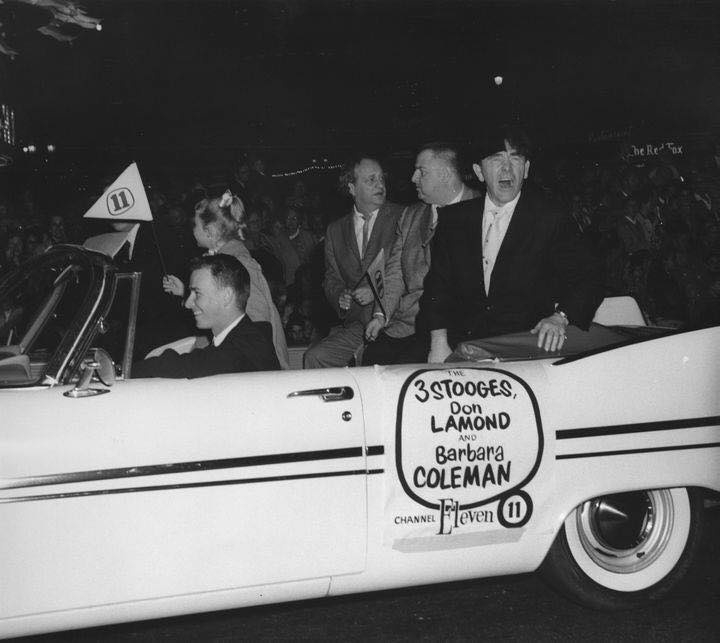 11
The Red Fox
THE
3 STOOGES,
Don
LAMOND
AND
Barbara
COLEMAN
CHANNEL Eleven 11